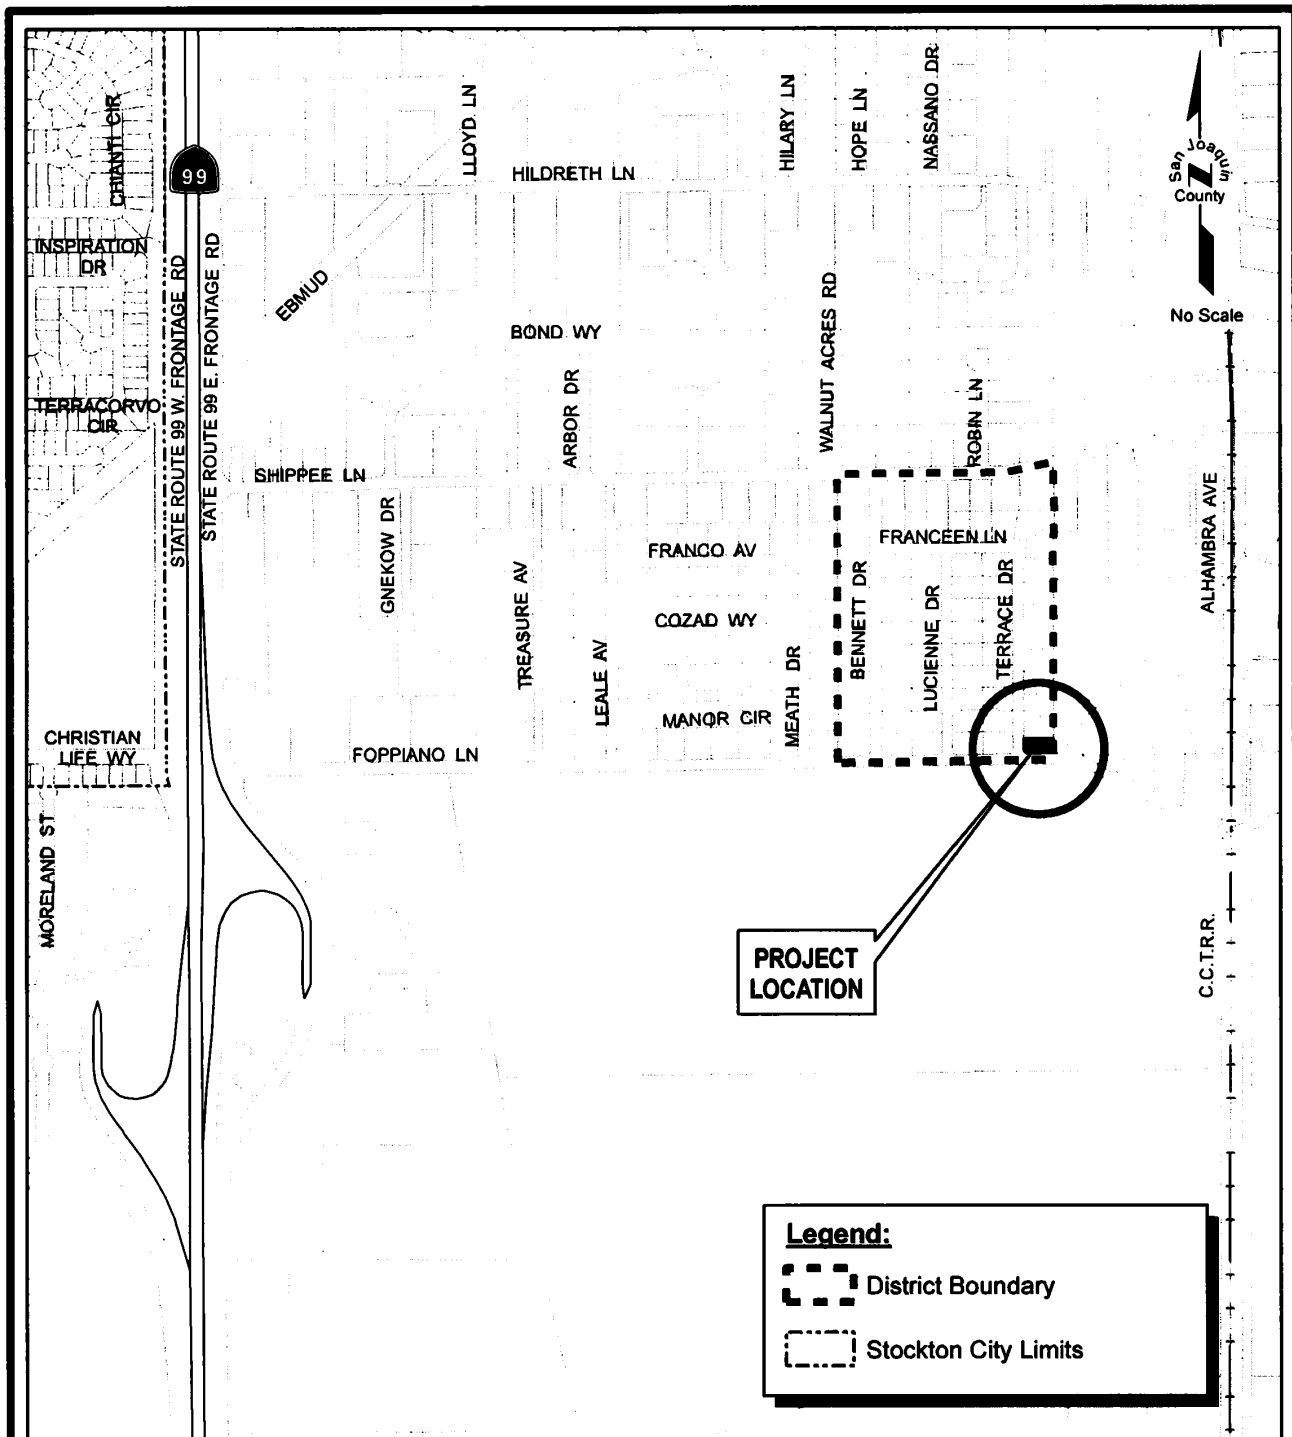 CHIANTI CIR
LLOYD LN
HILARY LN
HOPE LN
NASSANO DR
99
HILDRETH LN
San Joaquin
County
No Scale
INSPIRATION
DR
STATE ROUTE 99 W. FRONTAGE RD
STATE ROUTE 99 E. FRONTAGE RD
EBMUD
BOND WY
WALNUT ACRES RD
ARBOR DR
ROBIN LN
TERRACORVO
CIR
SHIPPEE LN
GNEKOW DR
FRANCO AV
FRANCEEN LN
ALHAMBRA AVE
TREASURE AV
COZAD WY
BENNETT DR
LUCIENNE DR
TERRACE DR
LEALE AV
MANOR CIR
MEATH DR
CHRISTIAN
LIFE WY
FOPPIANO LN
MORELAND ST
PROJECT
LOCATION
C.C.T.R.R.
Legend:
District Boundary
Stockton City Limits